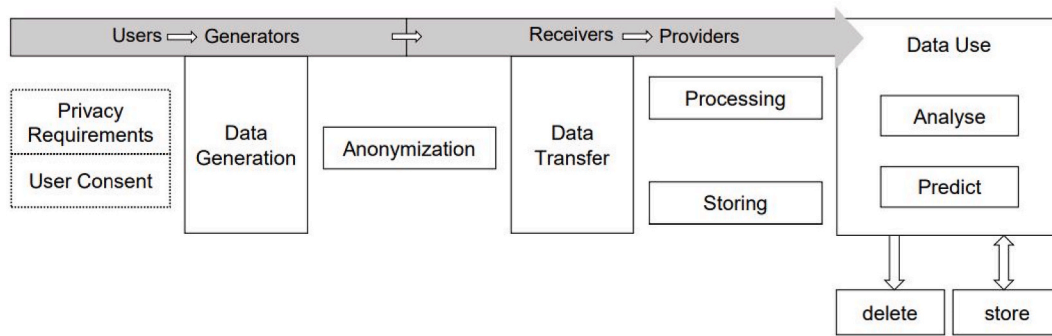 Users Generators Receivers Providers
Data Use
Privacy
Requirements
User Consent
Data
Generation
Anonymization
Data
Transfer
Processing
Storing
Analyse
Predict
delete
store